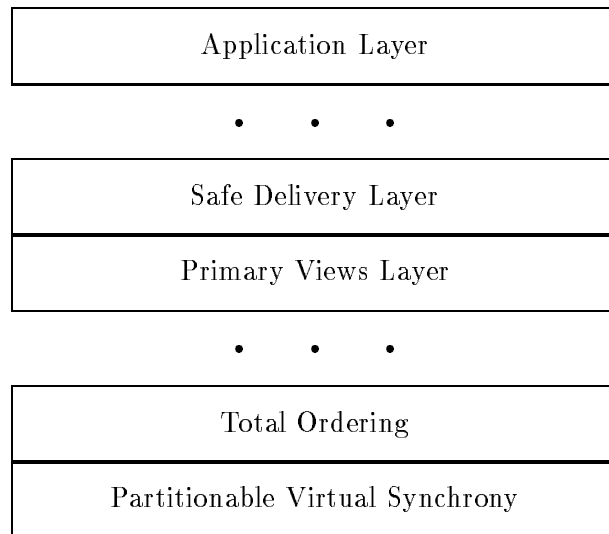 Application Layer
Safe Delivery Layer
Primary Views Layer
Total Ordering
Partitionable Virtual Synchrony